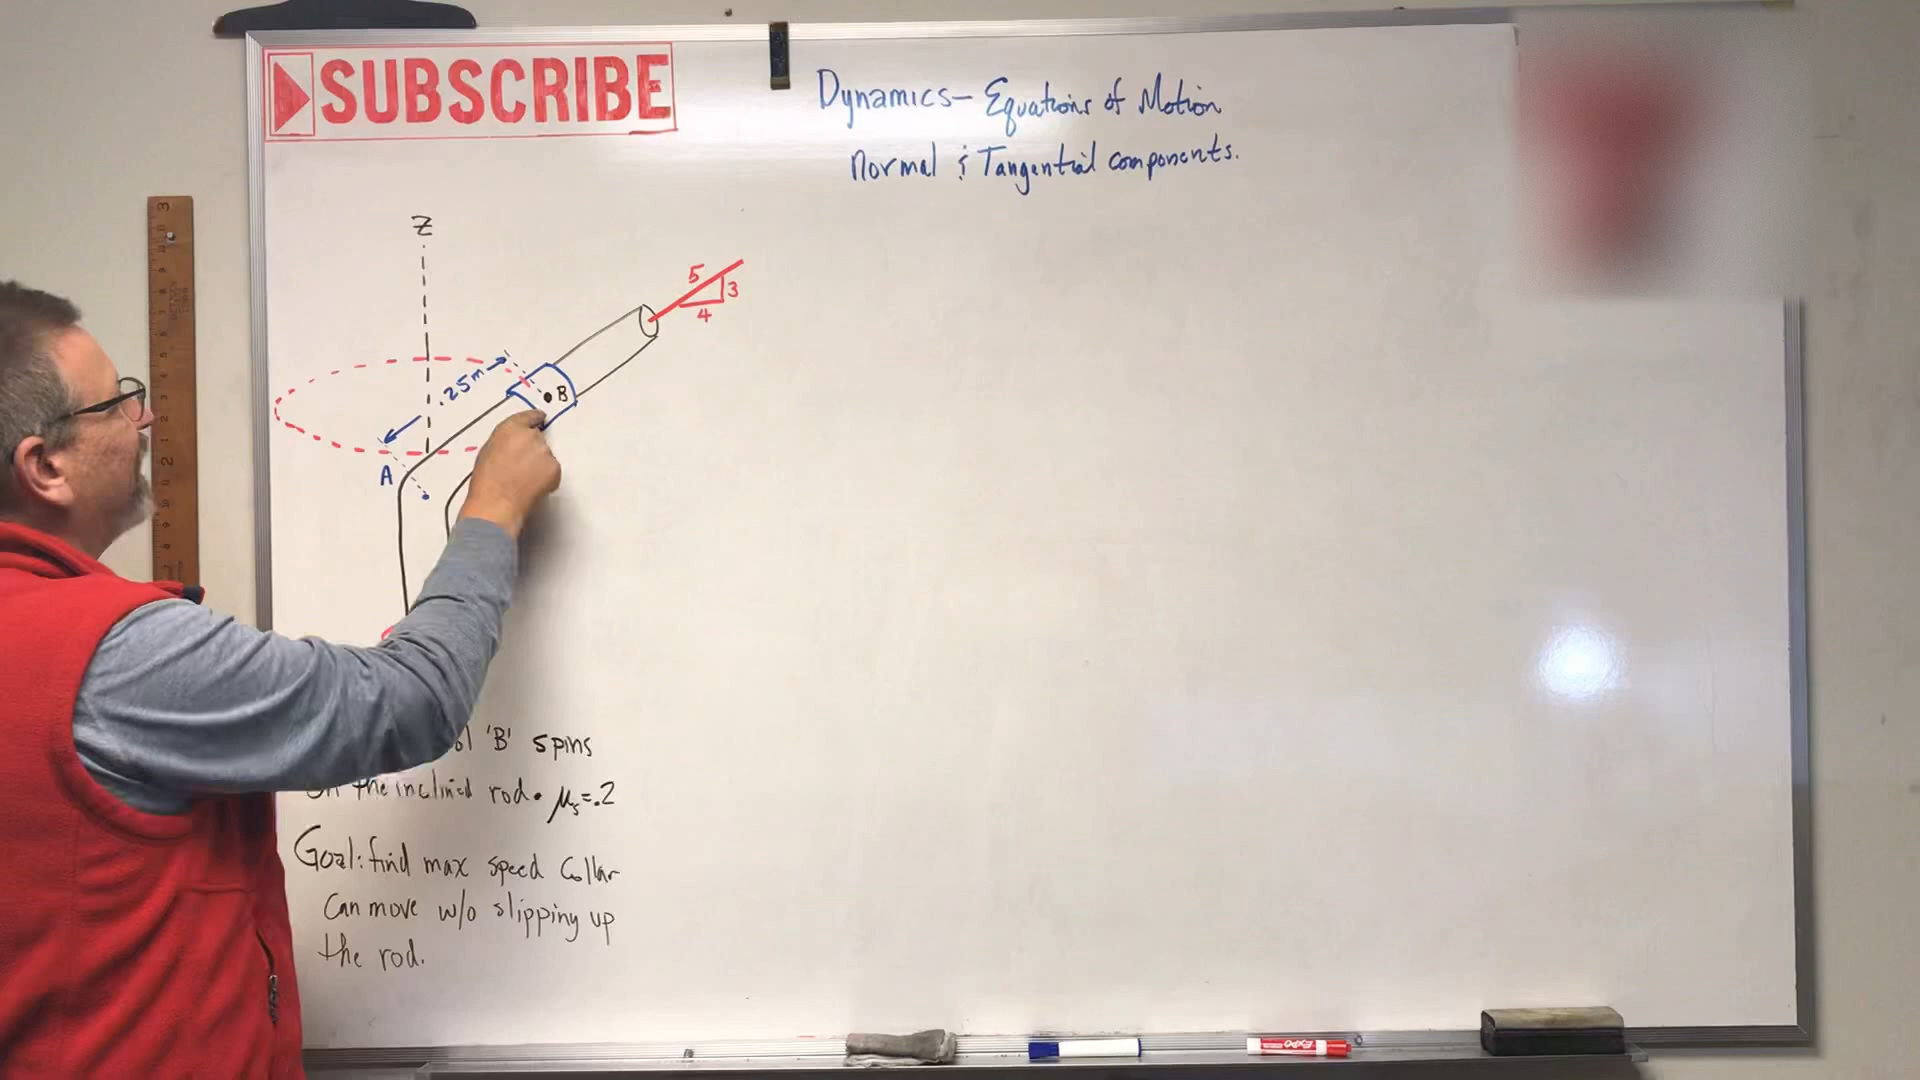 SUBSCRIBE
Dynamics – Equations of Motion
Normal & Tangential components.
Z
5
3
4
.25m
B
A
'B' spins
the inclined rod. μs=.2
Goal: find max speed Collar
Can move w/o slipping up
the rod.
EXPO